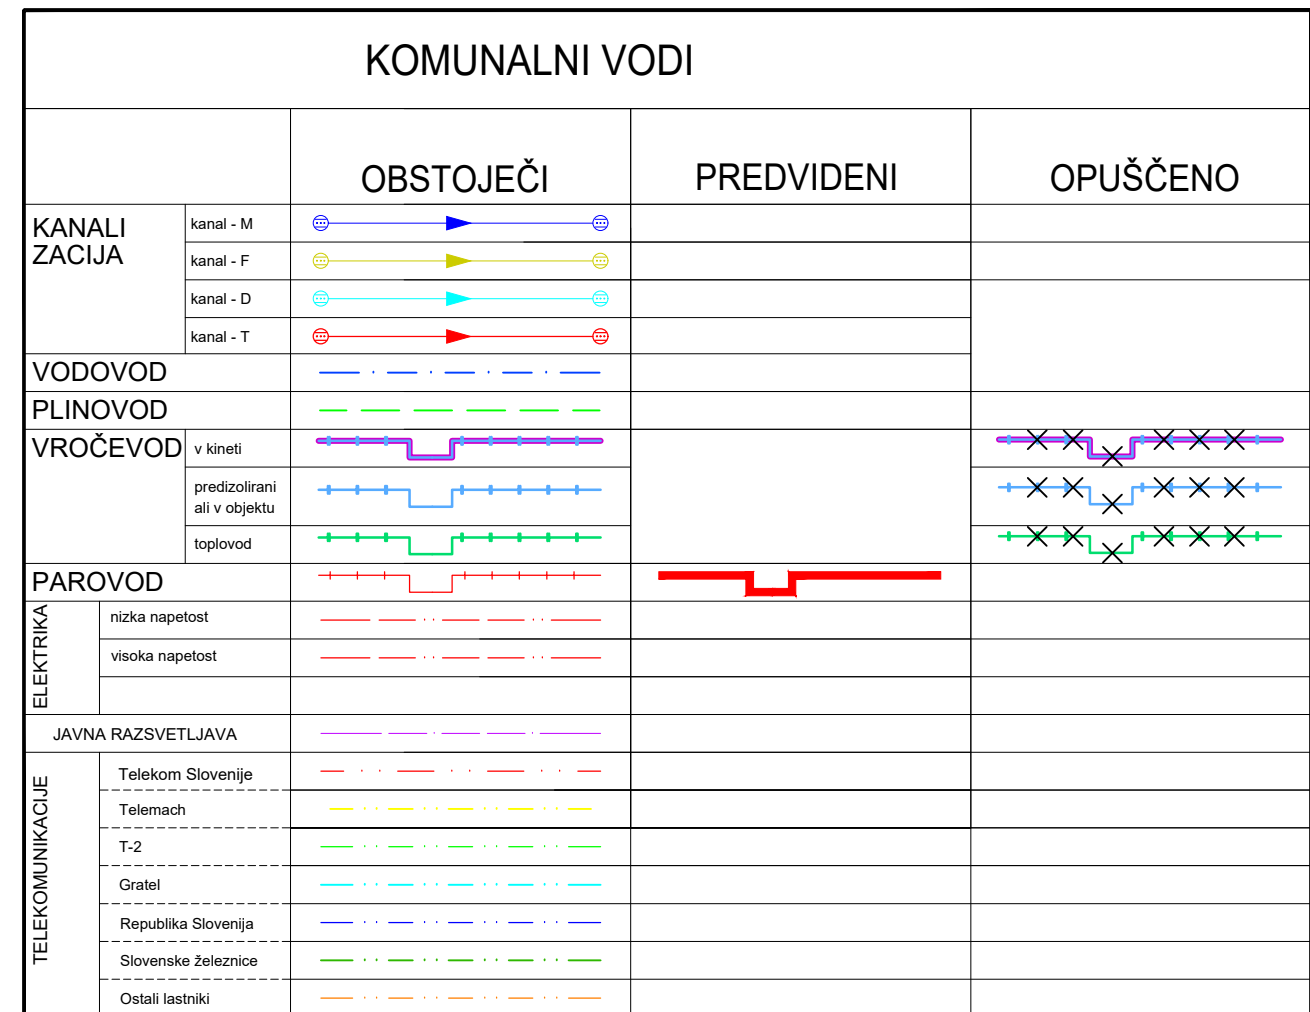 KOMUNALNI VODI
OBSTOJEČI
PREDVIDENI
OPUŠČENO
KANALI
ZACIJA
kanal - M
kanal - F
kanal - D
kanal - T
VODOVOD
PLINOVOD
VROČEVOD
v kineti
predizolirani
ali v objektu
toplovod
PAROVOD
ELEKTRIKA
nizka napetost
visoka napetost
JAVNA RAZSVETLJAVA
TELEKOMUNIKACIJE
Telekom Slovenije
Telemach
T-2
Gratel
Republika Slovenija
Slovenske železnice
Ostali lastniki